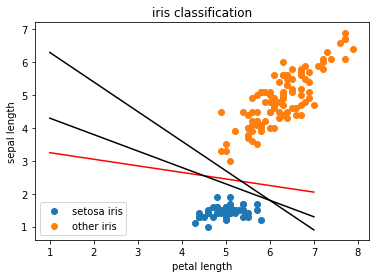 iris classification
7
6
5
4
3
2
1
sepal length
setosa iris
other iris
1 2 3 4 5 6 7 8
petal length